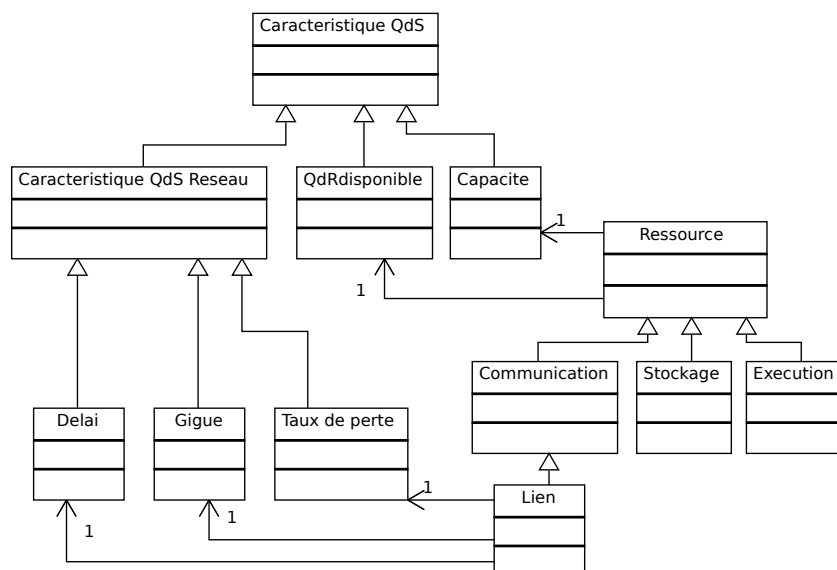 Caracteristique QdS
Caracteristique QdS Reseau
QdRdisponible
Capacite
1
Ressource
1
Communication
Stockage
Execution
Delai
Gigue
Taux de perte
1
Lien
1
1